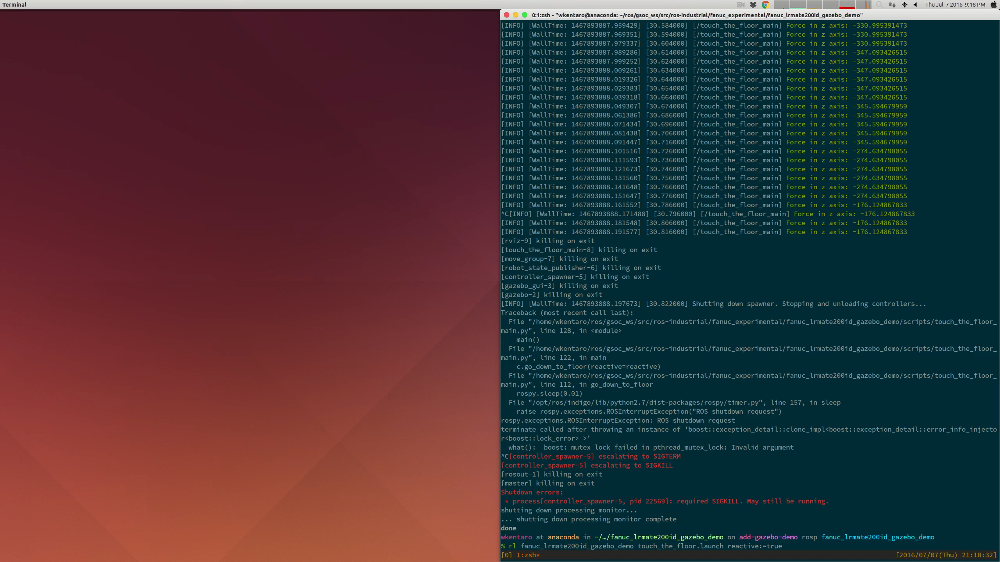 Terminal
Thu Jul 7 2016 9:18 PM
0:1:zsh - "wkentaro@anaconda: ~/ros/gsoc_ws/src/ros-industrial/fanuc_experimental/fanuc_lrmate200id_gazebo_demo"
[INFO] [WallTime: 1467893887.959429] [30.584000] [/touch_the_floor_main] Force in z axis: -330.995391473
[INFO] [WallTime: 1467893887.969351] [30.594000] [/touch_the_floor_main] Force in z axis: -330.995391473
[INFO] [WallTime: 1467893887.979337] [30.604000] [/touch_the_floor_main] Force in z axis: -330.995391473
[INFO] [WallTime: 1467893887.989286] [30.614000] [/touch_the_floor_main] Force in z axis: -347.093426515
[INFO] [WallTime: 1467893887.999252] [30.624000] [/touch_the_floor_main] Force in z axis: -347.093426515
[INFO] [WallTime: 1467893888.009261] [30.634000] [/touch_the_floor_main] Force in z axis: -347.093426515
[INFO] [WallTime: 1467893888.019326] [30.644000] [/touch_the_floor_main] Force in z axis: -347.093426515
[INFO] [WallTime: 1467893888.029383] [30.654000] [/touch_the_floor_main] Force in z axis: -347.093426515
[INFO] [WallTime: 1467893888.039318] [30.664000] [/touch_the_floor_main] Force in z axis: -347.093426515
[INFO] [WallTime: 1467893888.049307] [30.674000] [/touch_the_floor_main] Force in z axis: -345.594679959
[INFO] [WallTime: 1467893888.061386] [30.686000] [/touch_the_floor_main] Force in z axis: -345.594679959
[INFO] [WallTime: 1467893888.071434] [30.696000] [/touch_the_floor_main] Force in z axis: -345.594679959
[INFO] [WallTime: 1467893888.081438] [30.706000] [/touch_the_floor_main] Force in z axis: -345.594679959
[INFO] [WallTime: 1467893888.091447] [30.716000] [/touch_the_floor_main] Force in z axis: -345.594679959
[INFO] [WallTime: 1467893888.101516] [30.726000] [/touch_the_floor_main] Force in z axis: -274.634798055
[INFO] [WallTime: 1467893888.111593] [30.736000] [/touch_the_floor_main] Force in z axis: -274.634798055
[INFO] [WallTime: 1467893888.121673] [30.746000] [/touch_the_floor_main] Force in z axis: -274.634798055
[INFO] [WallTime: 1467893888.131560] [30.756000] [/touch_the_floor_main] Force in z axis: -274.634798055
[INFO] [WallTime: 1467893888.141648] [30.766000] [/touch_the_floor_main] Force in z axis: -274.634798055
[INFO] [WallTime: 1467893888.151647] [30.776000] [/touch_the_floor_main] Force in z axis: -274.634798055
[INFO] [WallTime: 1467893888.161552] [30.786000] [/touch_the_floor_main] Force in z axis: -176.124867833
^C[INFO] [WallTime: 1467893888.171488] [30.796000] [/touch_the_floor_main] Force in z axis: -176.124867833
[INFO] [WallTime: 1467893888.181548] [30.806000] [/touch_the_floor_main] Force in z axis: -176.124867833
[INFO] [WallTime: 1467893888.191577] [30.816000] [/touch_the_floor_main] Force in z axis: -176.124867833
[rviz-9] killing on exit
[touch_the_floor_main-8] killing on exit
[move_group-7] killing on exit
[robot_state_publisher-6] killing on exit
[controller_spawner-5] killing on exit
[gazebo_gui-3] killing on exit
[gazebo-2] killing on exit
[INFO] [WallTime: 1467893888.197673] [30.822000] Shutting down spawner. Stopping and unloading controllers...
Traceback (most recent call last):
  File "/home/wkentaro/ros/gsoc_ws/src/ros-industrial/fanuc_experimental/fanuc_lrmate200id_gazebo_demo/scripts/touch_the_floor_
main.py", line 128, in <module>
    main()
  File "/home/wkentaro/ros/gsoc_ws/src/ros-industrial/fanuc_experimental/fanuc_lrmate200id_gazebo_demo/scripts/touch_the_floor_
main.py", line 122, in main
    c.go_down_to_floor(reactive=reactive)
  File "/home/wkentaro/ros/gsoc_ws/src/ros-industrial/fanuc_experimental/fanuc_lrmate200id_gazebo_demo/scripts/touch_the_floor_
main.py", line 112, in go_down_to_floor
    rospy.sleep(0.01)
  File "/opt/ros/indigo/lib/python2.7/dist-packages/rospy/timer.py", line 157, in sleep
    raise rospy.exceptions.ROSInterruptException("ROS shutdown request")
rospy.exceptions.ROSInterruptException: ROS shutdown request
terminate called after throwing an instance of 'boost::exception_detail::clone_impl<boost::exception_detail::error_info_injecto
r<boost::lock_error> >'
  what():  boost: mutex lock failed in pthread_mutex_lock: Invalid argument
^C[controller_spawner-5] escalating to SIGTERM
[controller_spawner-5] escalating to SIGKILL
[rosout-1] killing on exit
[master] killing on exit
Shutdown errors:
 * process[controller_spawner-5, pid 22569]: required SIGKILL. May still be running.
shutting down processing monitor...
... shutting down processing monitor complete
done
wkentaro at anaconda in ~/…/fanuc_lrmate200id_gazebo_demo on add-gazebo-demo rosp fanuc_lrmate200id_gazebo_demo
% rl fanuc_lrmate200id_gazebo_demo touch_the_floor.launch reactive:=true
[0] 1:zsh* [2016/07/07(Thu) 21:18:32]